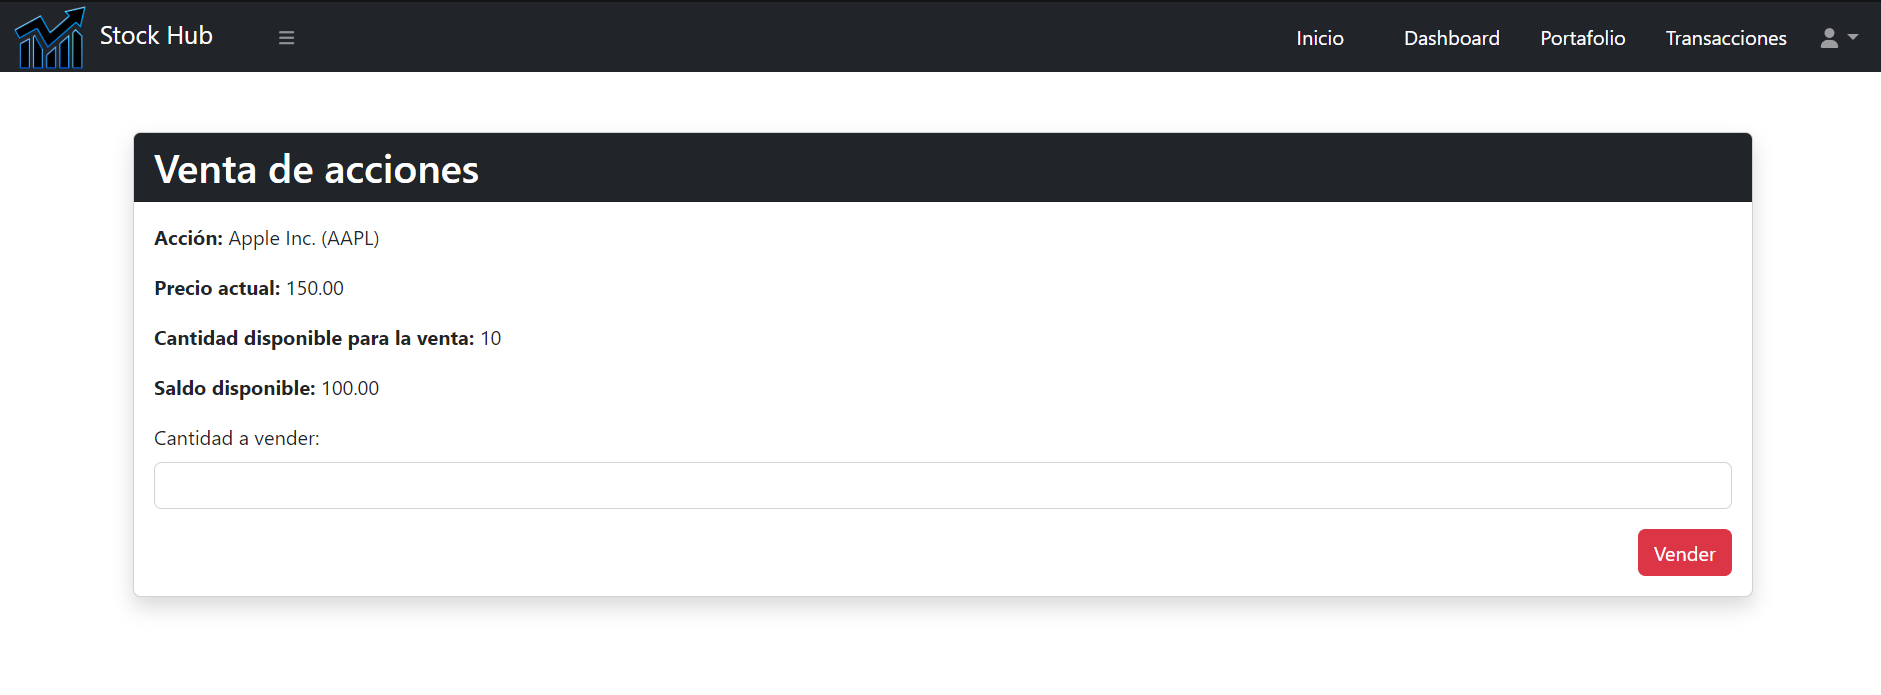 Stock Hub
Inicio Dashboard Portafolio Transacciones
Venta de acciones
Acción: Apple Inc. (AAPL)
Precio actual: 150.00
Cantidad disponible para la venta: 10
Saldo disponible: 100.00
Cantidad a vender:
Vender